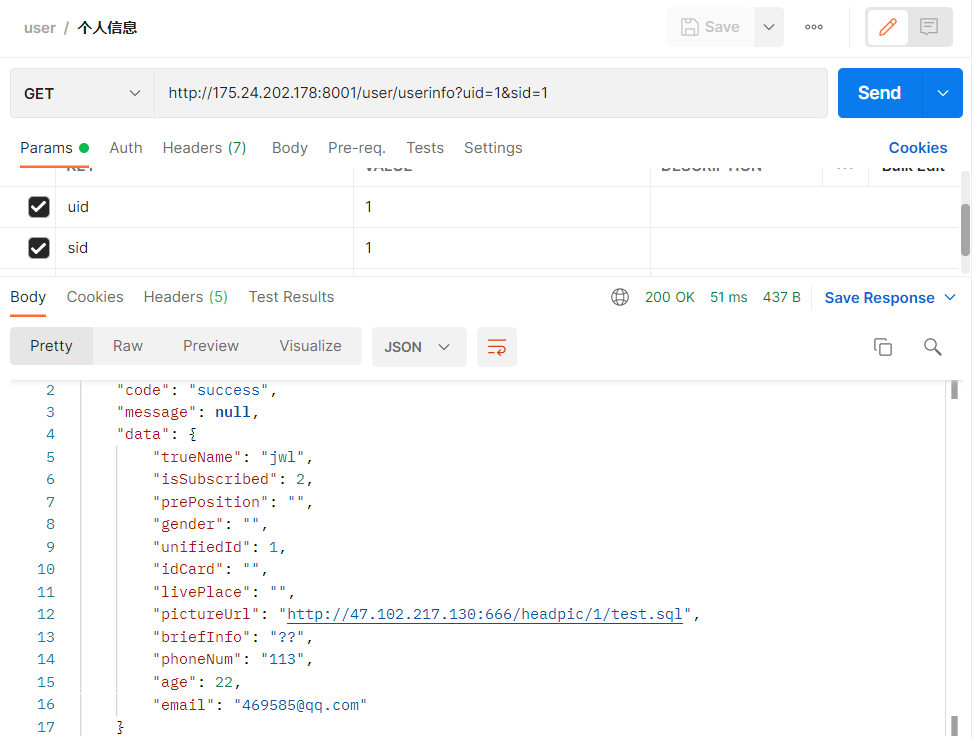 user / 个人信息
Save
GET
http://175.24.202.178:8001/user/userinfo?uid=1&sid=1
Send
Params Auth Headers (7) Body Pre-req. Tests Settings
Cookies
KEY VALUE DESCRIPTION Bulk Edit
uid 1
sid 1
Body Cookies Headers (5) Test Results
200 OK 51 ms 437 B Save Response
Pretty Raw Preview Visualize JSON
2 "code": "success",
3 "message": null,
4 "data": {
5 "trueName": "jwl",
6 "isSubscribed": 2,
7 "prePosition": "",
8 "gender": "",
9 "unifiedId": 1,
10 "idCard": "",
11 "livePlace": "",
12 "pictureUrl": "http://47.102.217.130:666/headpic/1/test.sql",
13 "briefInfo": "??",
14 "phoneNum": "113",
15 "age": 22,
16 "email": "469585@qq.com"
17 }